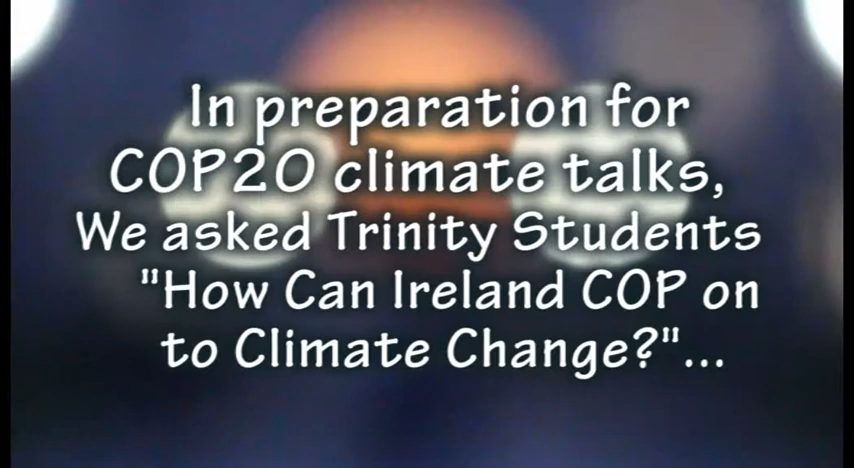 In preparation for
COP20 climate talks,
We asked Trinity Students
"How Can Ireland COP on
to Climate Change?"...